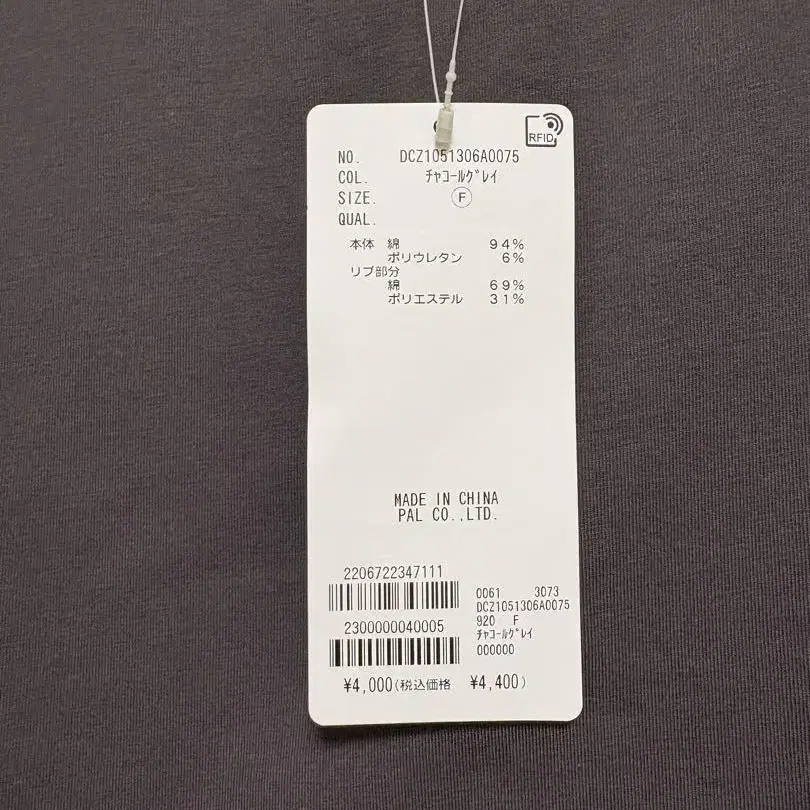 RFID
NO. DCZ1051306A0075
COL. ﾁｬｺｰﾙｸﾞﾚｲ
SIZE. F
QUAL.
本体 綿 94%
ポリウレタン 6%
リブ部分
綿 69%
ポリエステル 31%
MADE IN CHINA
PAL CO.,LTD.
2206722347111
2300000040005
0061 3073
DCZ1051306A0075
920 F
ﾁｬｺｰﾙｸﾞﾚｲ
000000
¥4,000(税込価格 ¥4,400)